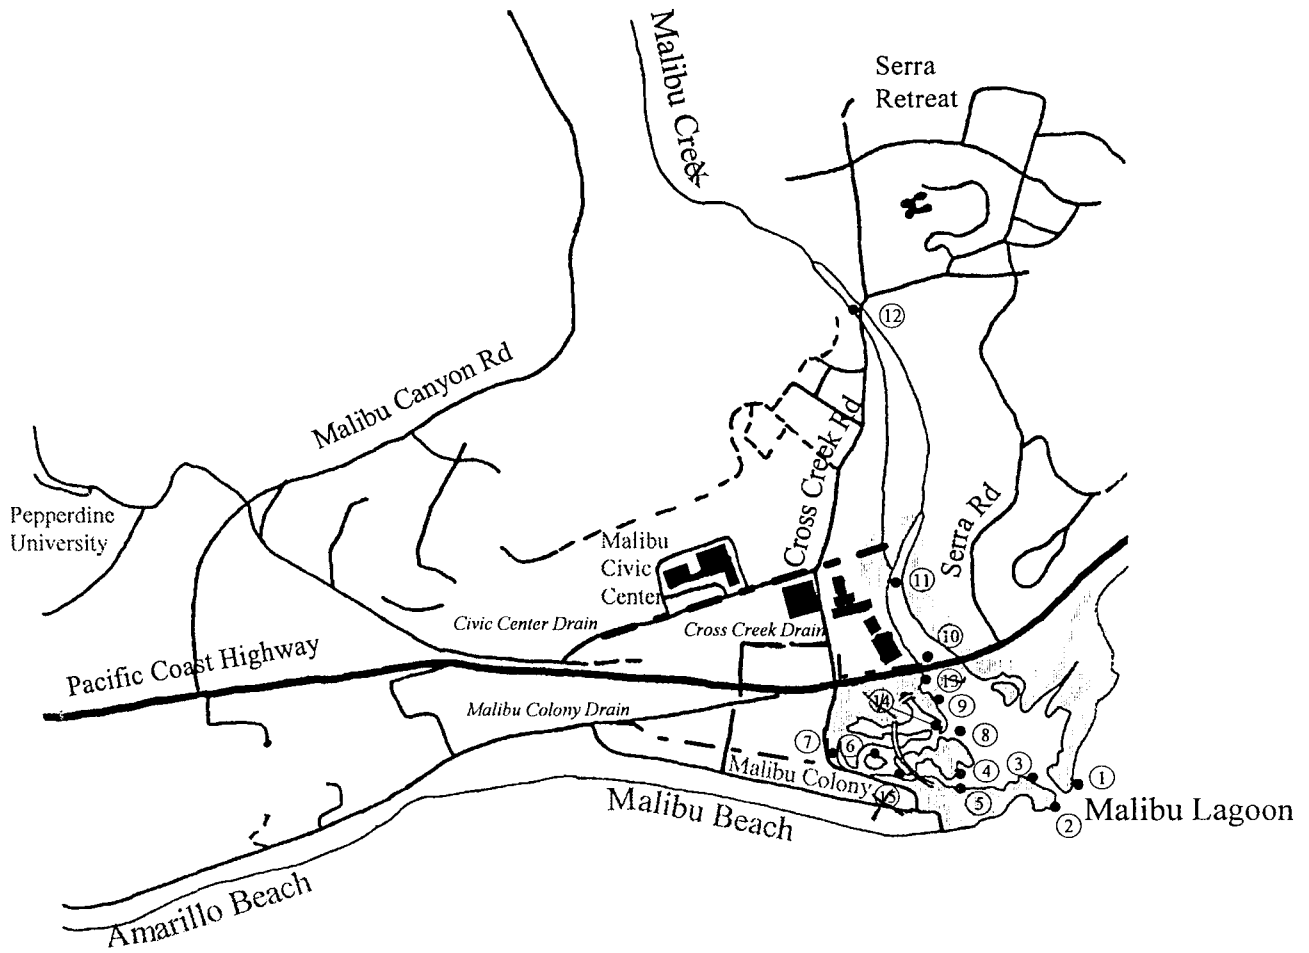 Malibu Creek
Serra
Retreat
12
Malibu Canyon Rd
Cross Creek Rd
Pepperdine
University
Serra Rd
Malibu
Civic
Center
11
Civic Center Drain
Cross Creek Drain
10
Pacific Coast Highway
13
14
9
Malibu Colony Drain
8
7
6
Malibu Colony
4
3
1
15
5
Malibu Beach
2
Malibu Lagoon
Amarillo Beach